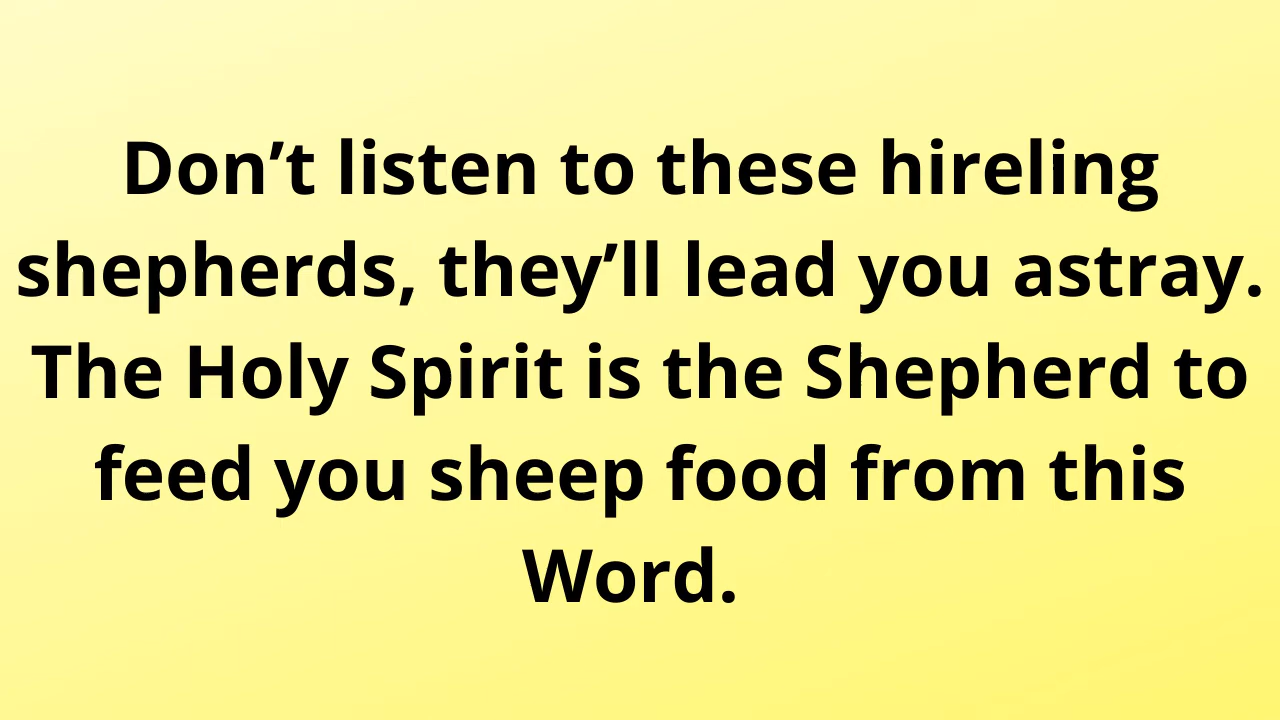 Don’t listen to these hireling
shepherds, they’ll lead you astray.
The Holy Spirit is the Shepherd to
feed you sheep food from this
Word.